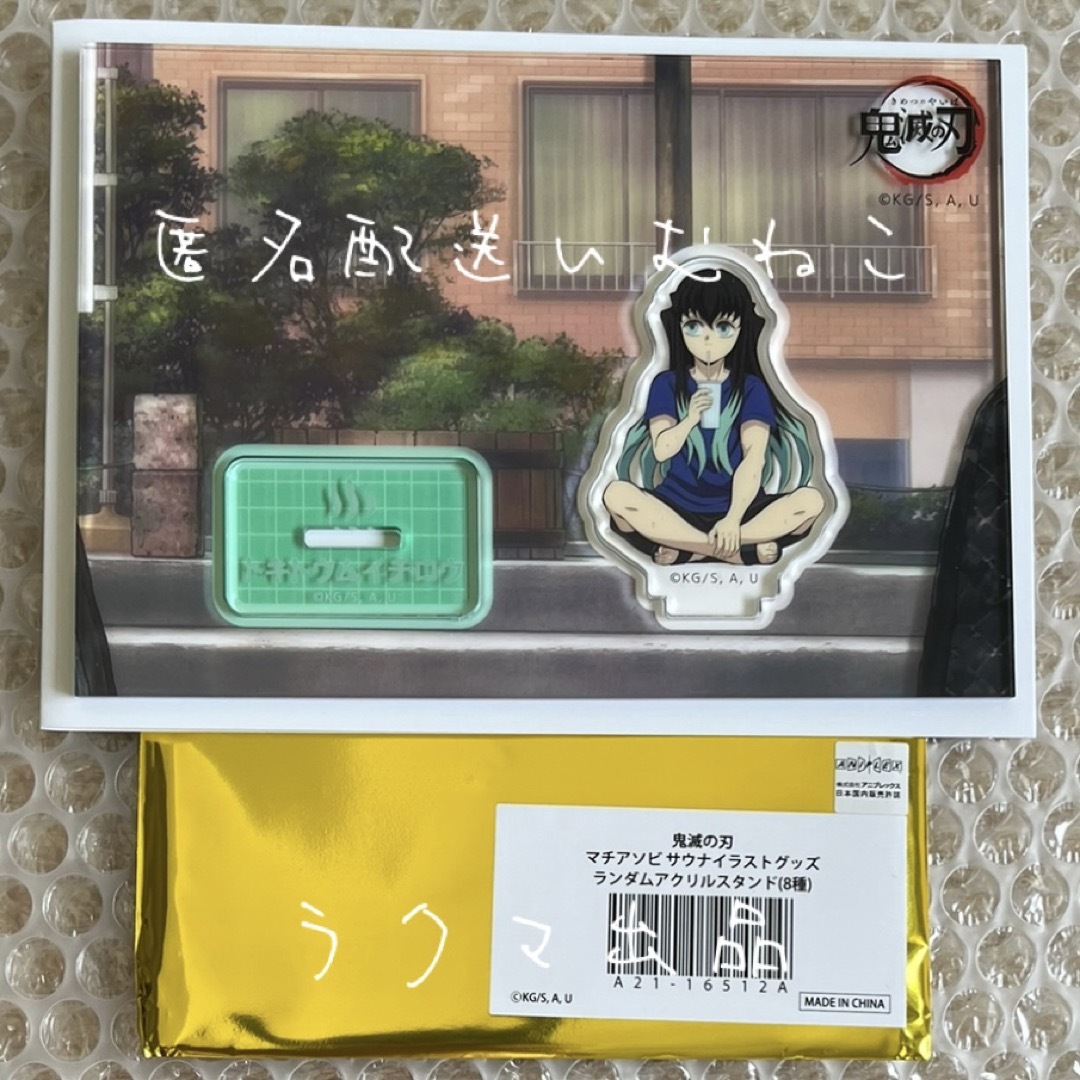 きめつのやいば
鬼滅の刃
©KG/S, A, U
匿名配送いむねこ
©KG/S, A, U
トキトウムイチロウ
©KG/S, A, U
ANIPLEX
株式会社アニプレックス
日本国内販売許諾
鬼滅の刃
マチアソビ サウナイラストグッズ
ランダムアクリルスタンド(8種)
ラクマ出品
A21-16512A
©KG/S, A, U
MADE IN CHINA